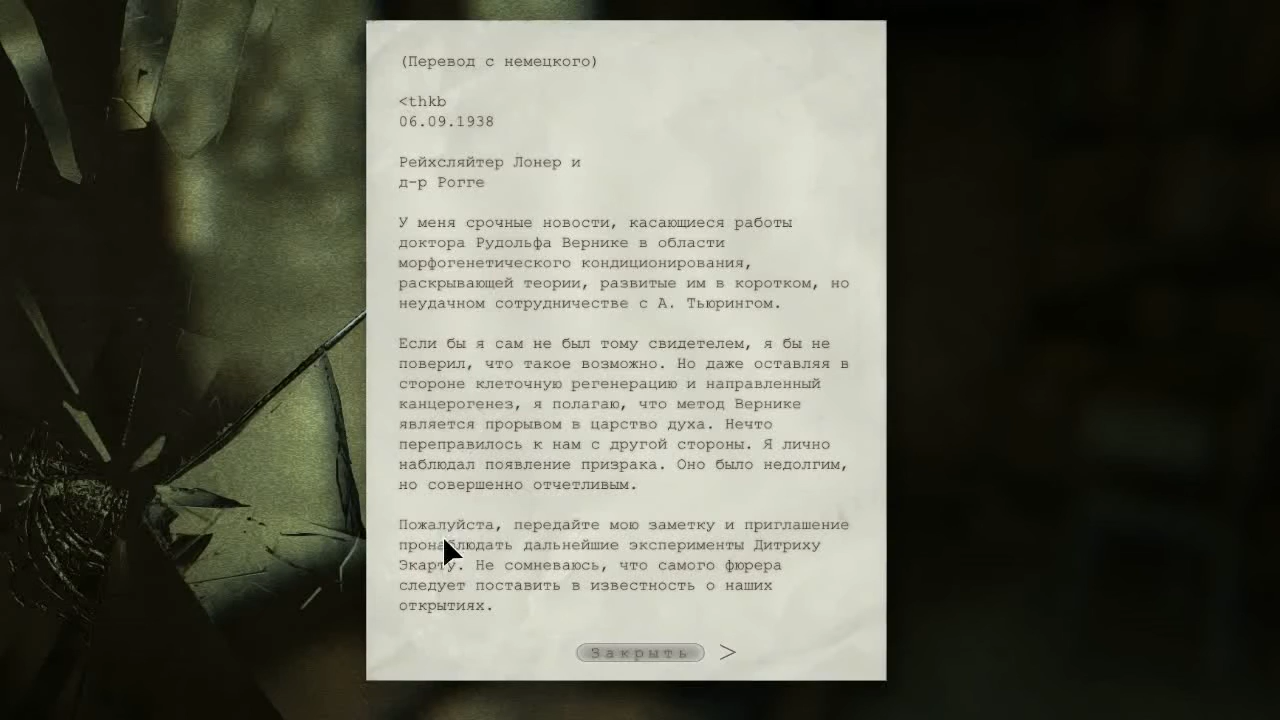 (Перевод с немецкого)
<thkb
06.09.1938
Рейхсляйтер Лонер и
д-р Рогге
У меня срочные новости, касающиеся работы
доктора Рудольфа Вернике в области
морфогенетического кондиционирования,
раскрывающей теории, развитые им в коротком, но
неудачном сотрудничестве с А. Тьюрингом.
Если бы я сам не был тому свидетелем, я бы не
поверил, что такое возможно. Но даже оставляя в
стороне клеточную регенерацию и направленный
канцерогенез, я полагаю, что метод Вернике
является прорывом в царство духа. Нечто
переправилось к нам с другой стороны. Я лично
наблюдал появление призрака. Оно было недолгим,
но совершенно отчетливым.
Пожалуйста, передайте мою заметку и приглашение
пронаблюдать дальнейшие эксперименты Дитриху
Экарту. Не сомневаюсь, что самого фюрера
следует поставить в известность о наших
открытиях.
Закрыть >